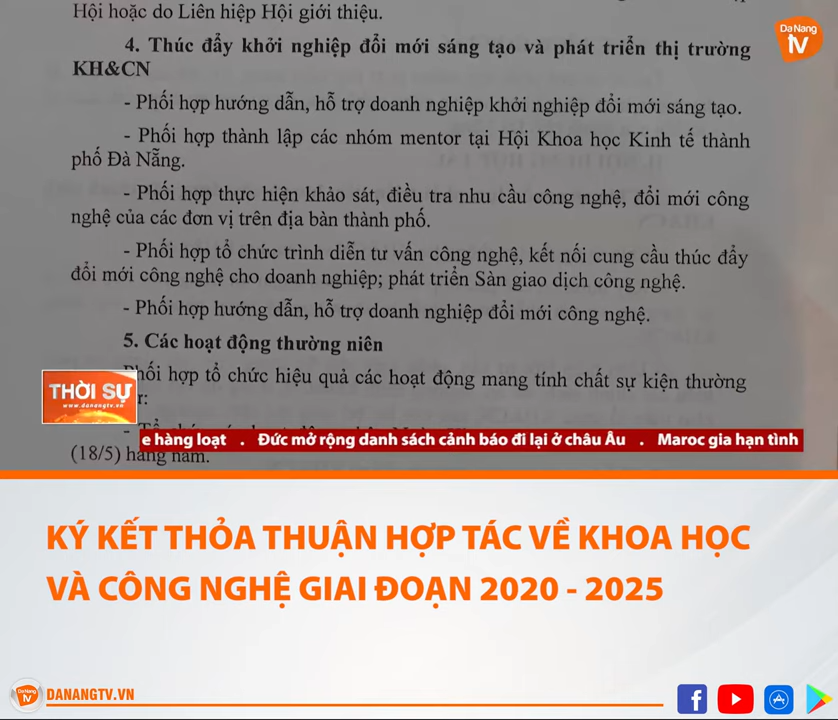 Hội hoặc do Liên hiệp Hội giới thiệu.
Da Nang
tv
4. Thúc đẩy khởi nghiệp đổi mới sáng tạo và phát triển thị trường
KH&CN
- Phối hợp hướng dẫn, hỗ trợ doanh nghiệp khởi nghiệp đổi mới sáng tạo.
- Phối hợp thành lập các nhóm mentor tại Hội Khoa học Kinh tế thành
phố Đà Nẵng.
- Phối hợp thực hiện khảo sát, điều tra nhu cầu công nghệ, đổi mới công
nghệ của các đơn vị trên địa bàn thành phố.
- Phối hợp tổ chức trình diễn tư vấn công nghệ, kết nối cung cầu thúc đẩy
đổi mới công nghệ cho doanh nghiệp; phát triển Sàn giao dịch công nghệ.
- Phối hợp hướng dẫn, hỗ trợ doanh nghiệp đổi mới công nghệ.
5. Các hoạt động thường niên
Phối hợp tổ chức hiệu quả các hoạt động mang tính chất sự kiện thường
THỜI SỰ
www.danangtv.vn
e hàng loạt . Đức mở rộng danh sách cảnh báo đi lại ở châu Âu . Maroc gia hạn tình
(18/5) hàng năm.
KÝ KẾT THỎA THUẬN HỢP TÁC VỀ KHOA HỌC
VÀ CÔNG NGHỆ GIAI ĐOẠN 2020 - 2025
Da Nang
tv
DANANGTV.VN